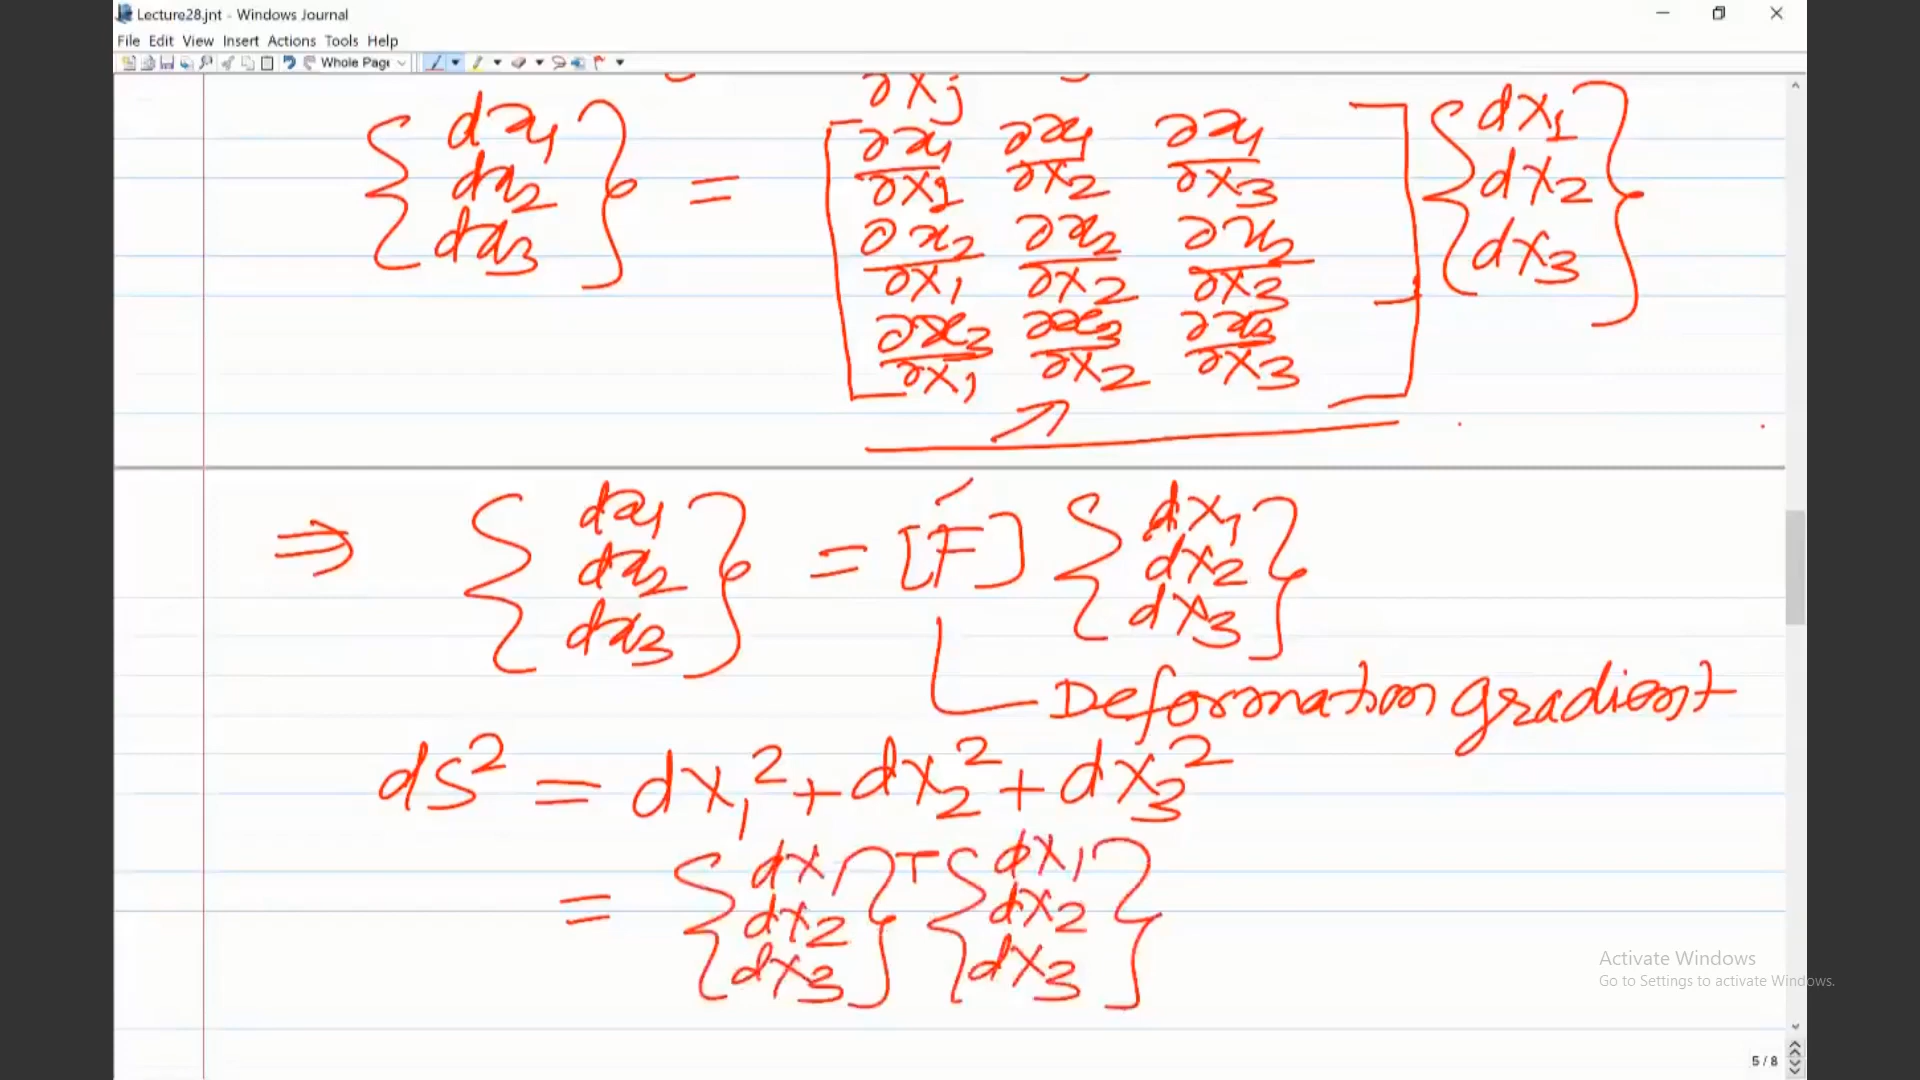 Lecture28.jnt - Windows Journal
File Edit View Insert Actions Tools Help
Whole Page
∂Xj
{dx1 dx2 dx3} = [∂x1/∂X1 ∂x1/∂X2 ∂x1/∂X3
∂x2/∂X1 ∂x2/∂X2 ∂x2/∂X3
∂x3/∂X1 ∂x3/∂X2 ∂x3/∂X3] {dX1 dX2 dX3}
⇒ {dx1 dx2 dx3} = [F] {dX1 dX2 dX3}
Deformation gradient
dS² = dX1² + dX2² + dX3²
= {dX1 dX2 dX3}ᵀ {dX1 dX2 dX3}
Activate Windows
Go to Settings to activate Windows.
5 / 8